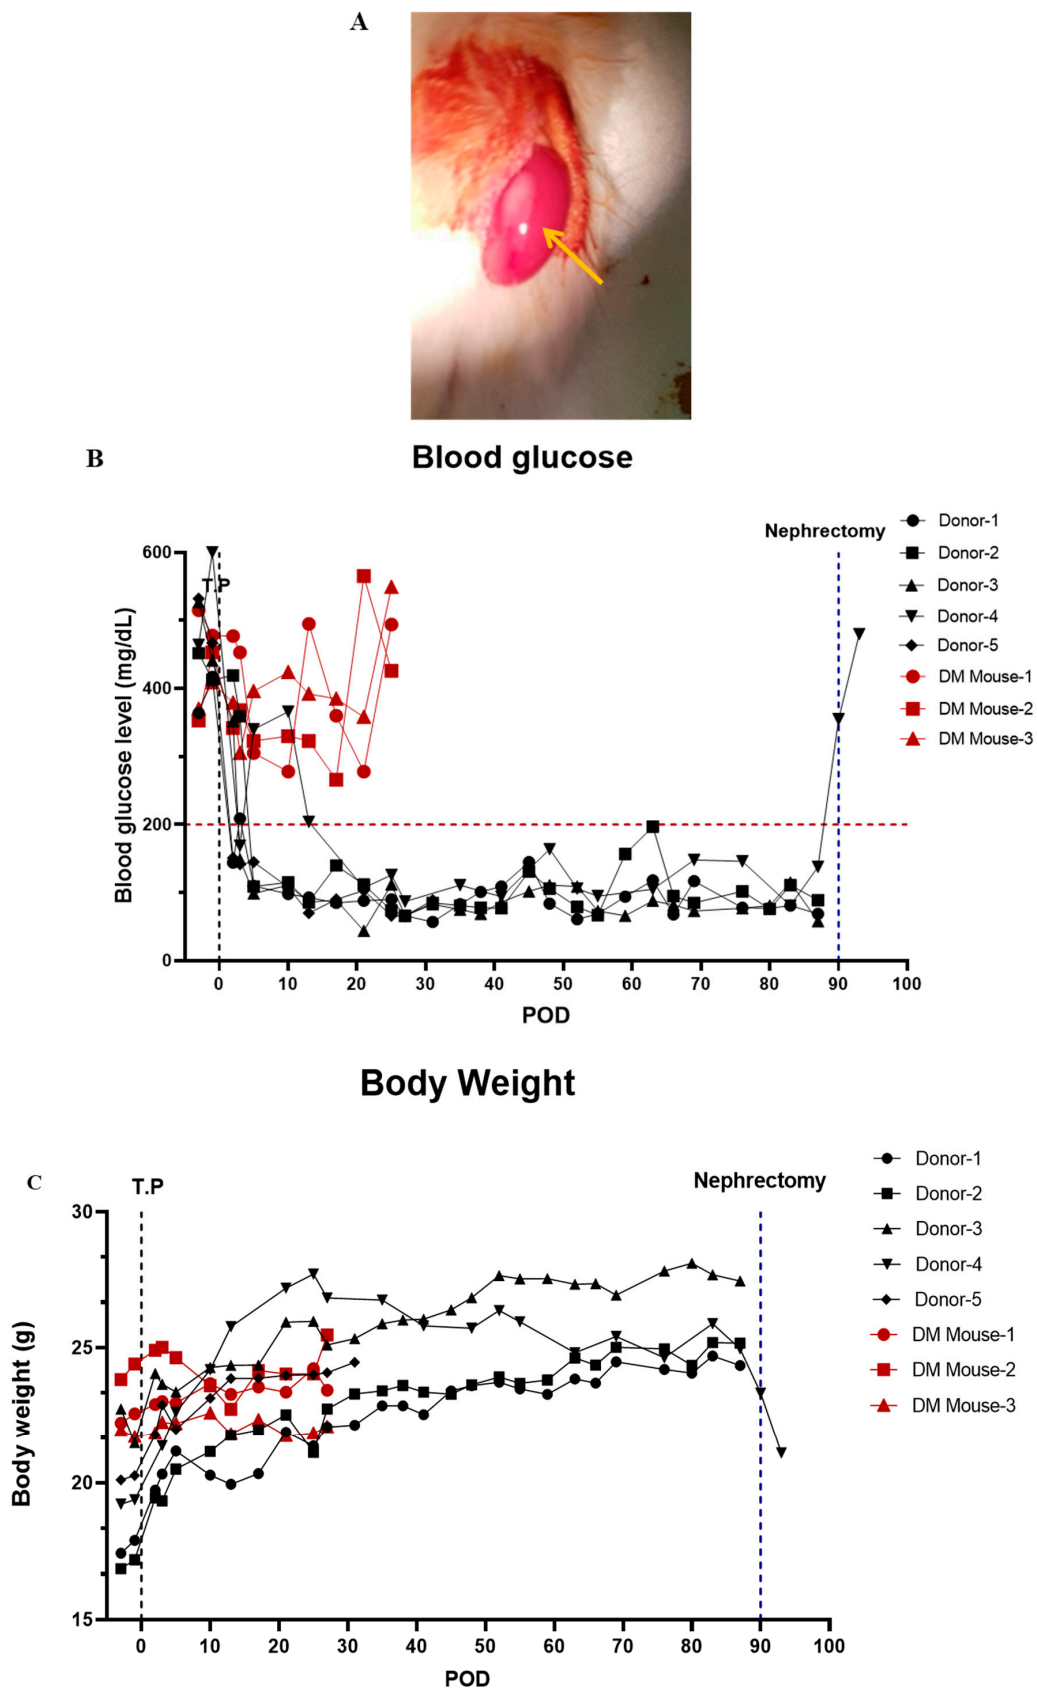 A
B
Blood glucose
Nephrectomy
T.P
Donor-1
Donor-2
Donor-3
Donor-4
Donor-5
DM Mouse-1
DM Mouse-2
DM Mouse-3
Blood glucose level (mg/dL)
600
400
200
0
0 10 20 30 40 50 60 70 80 90 100
POD
Body Weight
C
T.P
Nephrectomy
Donor-1
Donor-2
Donor-3
Donor-4
Donor-5
DM Mouse-1
DM Mouse-2
DM Mouse-3
Body weight (g)
30
25
20
15
0 10 20 30 40 50 60 70 80 90 100
POD